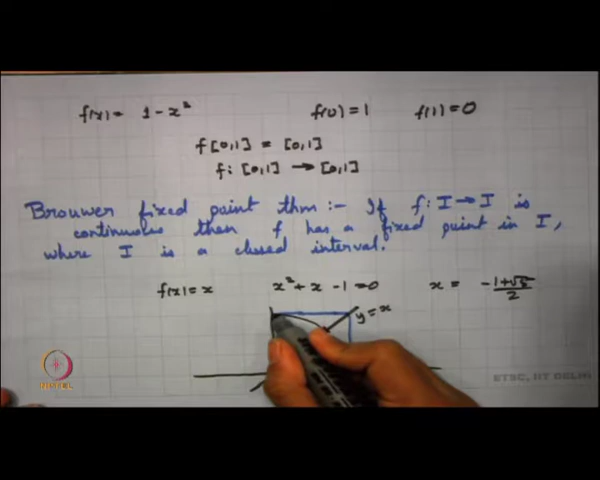 f(x) = 1 - x² f(0) = 1 f(1) = 0
f[0,1] = [0,1]
f: [0,1] → [0,1]
Brouwer fixed point thm :- If f: I → I is
continuous then f has a fixed point in I,
where I is a closed interval.
f(x) = x x² + x - 1 = 0 x = (-1+√5)/2
y = x
ETSC, IIT DELHI